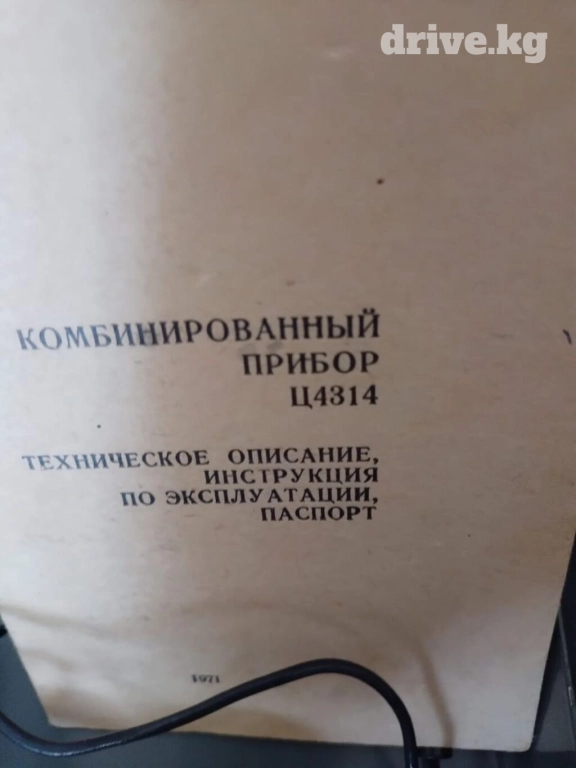 drive.kg
КОМБИНИРОВАННЫЙ
ПРИБОР
Ц4314
ТЕХНИЧЕСКОЕ ОПИСАНИЕ,
ИНСТРУКЦИЯ
ПО ЭКСПЛУАТАЦИИ,
ПАСПОРТ
1971